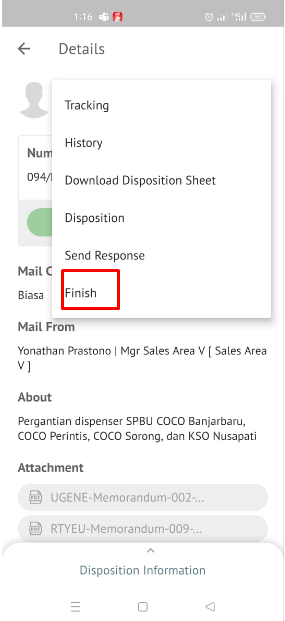 1:16
Details
Tracking
History
Download Disposition Sheet
Disposition
Send Response
Finish
Num
094/
Mail C
Biasa
Mail From
Yonathan Prastono | Mgr Sales Area V [ Sales Area
V ]
About
Pergantian dispenser SPBU COCO Banjarbaru,
COCO Perintis, COCO Sorong, dan KSO Nusapati
Attachment
UGENE-Memorandum-002-...
RTYEU-Memorandum-009-...
Disposition Information